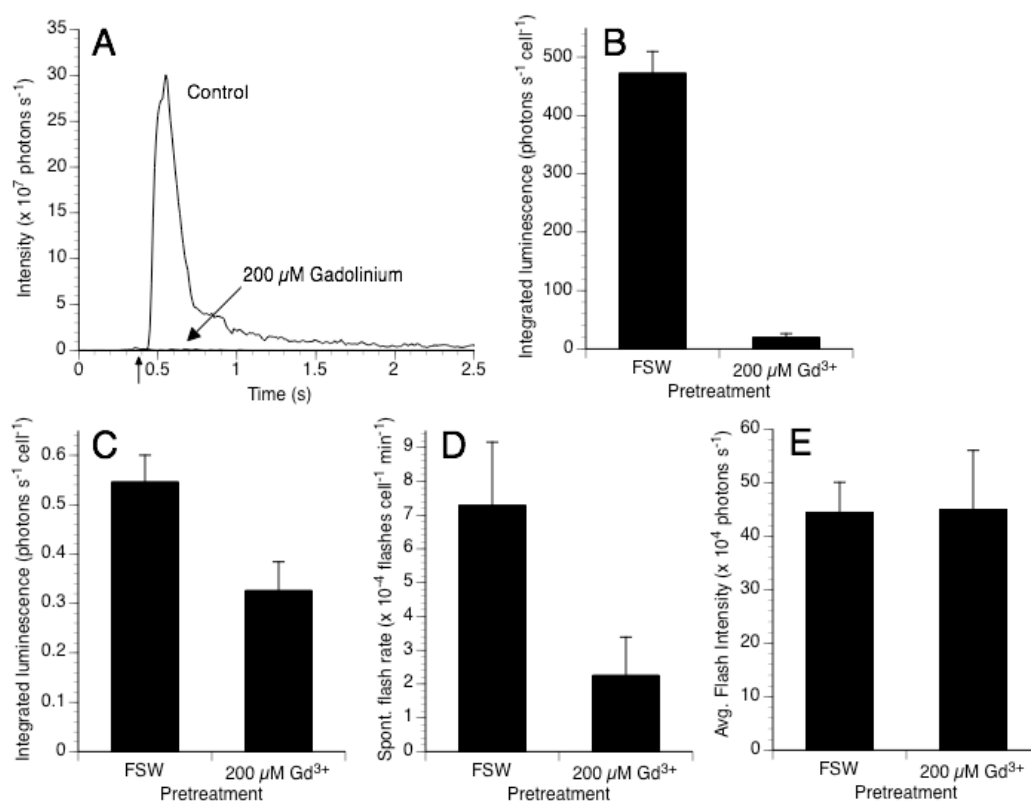 A
Intensity (x 10⁷ photons s⁻¹)
35
30
25
20
15
10
5
0
Control
200 µM Gadolinium
0
0.5
1
1.5
2
2.5
Time (s)
B
Integrated luminescence (photons s⁻¹ cell⁻¹)
500
400
300
200
100
0
FSW
200 µM Gd³⁺
Pretreatment
C
Integrated luminescence (photons s⁻¹ cell⁻¹)
0.6
0.5
0.4
0.3
0.2
0.1
0
FSW
200 µM Gd³⁺
Pretreatment
D
Spont. flash rate (x 10⁻⁴ flashes cell⁻¹ min⁻¹)
9
8
7
6
5
4
3
2
1
0
FSW
200 µM Gd³⁺
Pretreatment
E
Avg. Flash Intensity (x 10⁴ photons s⁻¹)
60
50
40
30
20
10
0
FSW
200 µM Gd³⁺
Pretreatment